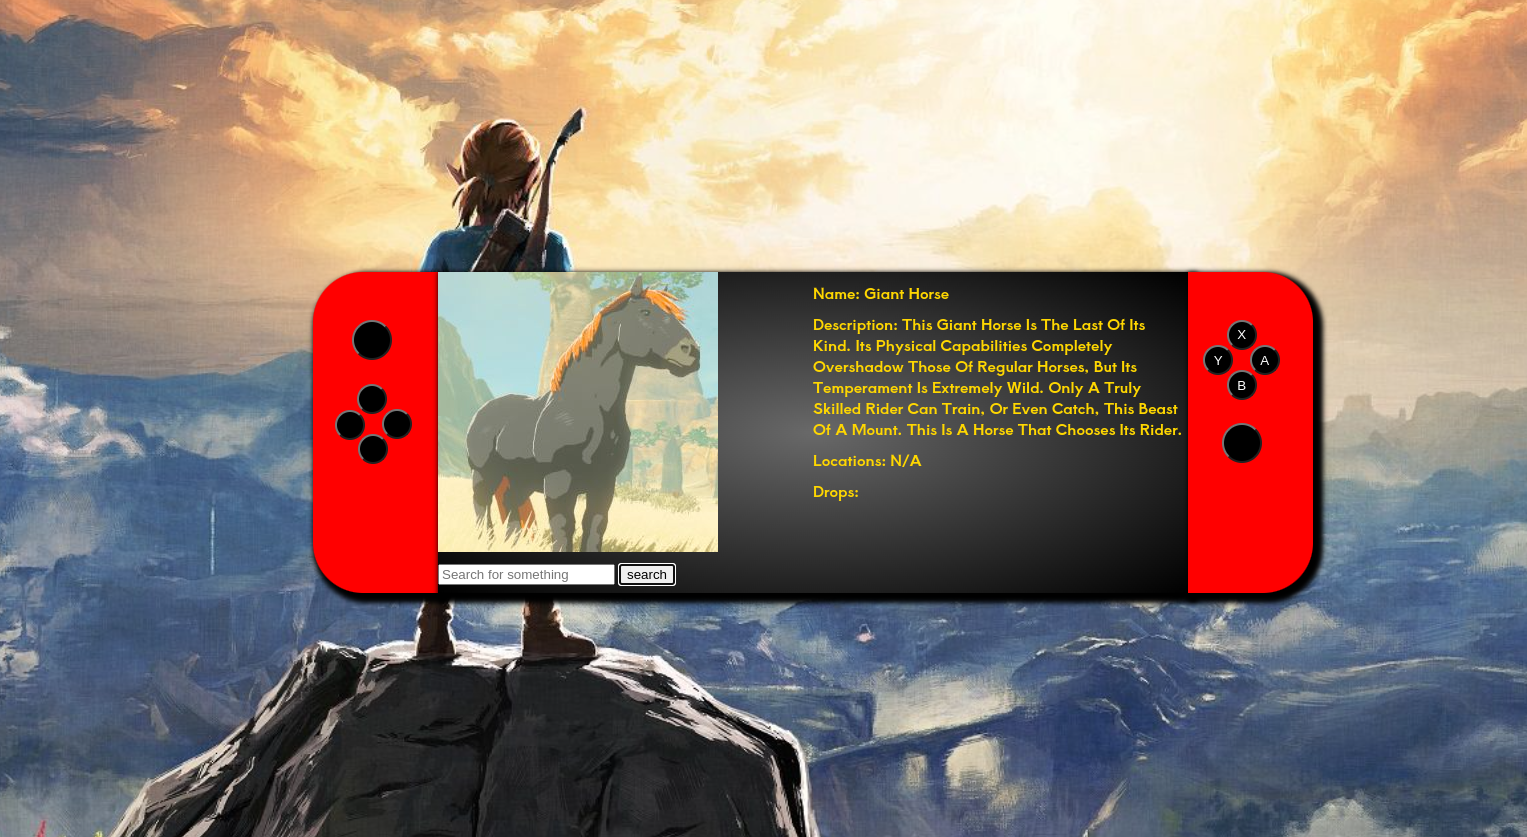 Name: Giant Horse
Description: This Giant Horse Is The Last Of Its
Kind. Its Physical Capabilities Completely
Overshadow Those Of Regular Horses, But Its
Temperament Is Extremely Wild. Only A Truly
Skilled Rider Can Train, Or Even Catch, This Beast
Of A Mount. This Is A Horse That Chooses Its Rider.
Locations: N/A
Drops:
Search for something search
X
Y A
B